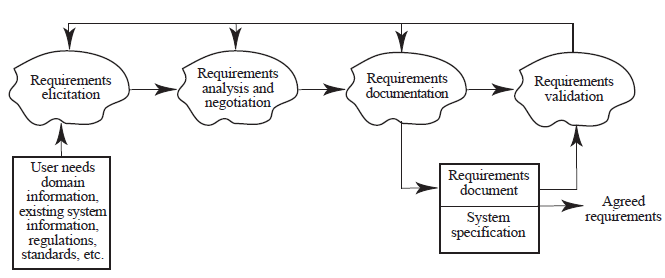 Requirements
elicitation
Requirements
analysis and
negotiation
Requirements
documentation
Requirements
validation
User needs
domain
information,
existing system
information,
regulations,
standards, etc.
Requirements
document
System
specification
Agreed
requirements